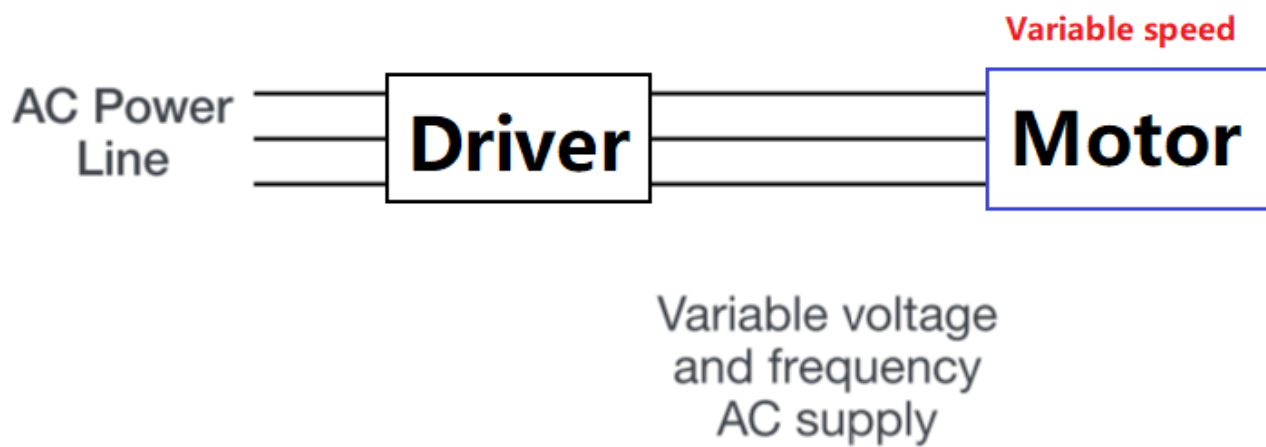 Variable speed
AC Power
Line
Driver
Motor
Variable voltage
and frequency
AC supply